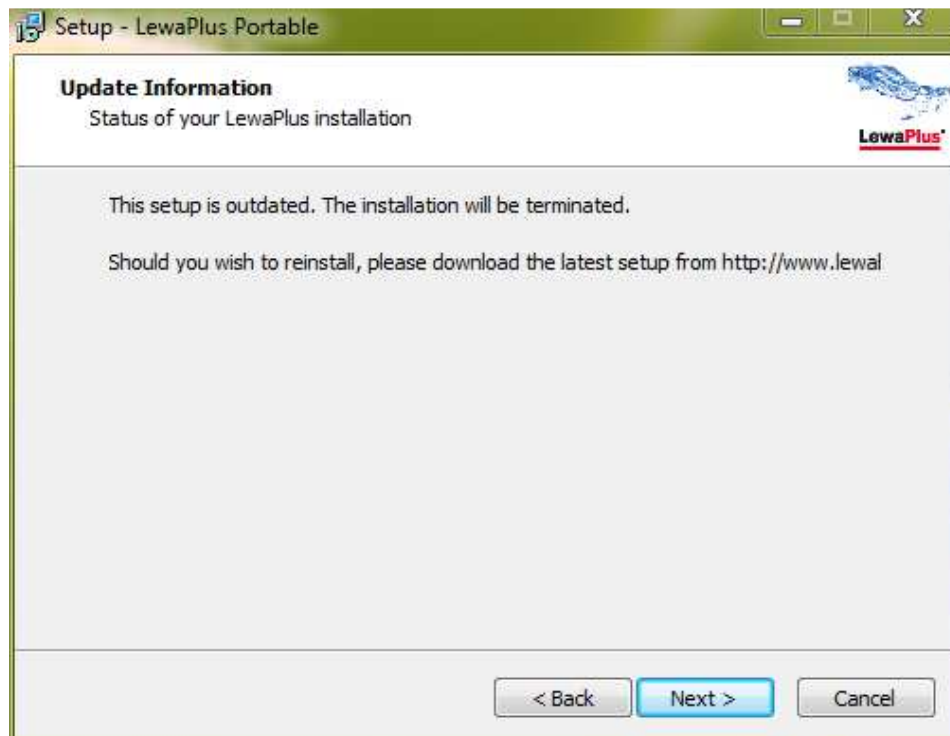 Setup - LewaPlus Portable
Update Information
Status of your LewaPlus installation
LewaPlus
This setup is outdated. The installation will be terminated.
Should you wish to reinstall, please download the latest setup from http://www.lewal
< Back
Next >
Cancel